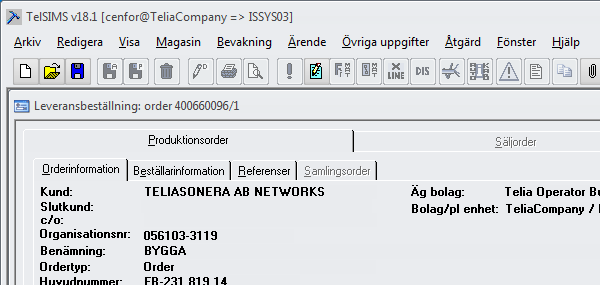 TelSIMS v18.1 [cenfor@TeliaCompany => ISSYS03]
Arkiv Redigera Visa Magasin Bevakning Ärende Övriga uppgifter Åtgärd Fönster Hjälp
A P D LINE DIS
Leveransbeställning: order 400660096/1
Produktionsorder Säljorder
Orderinformation Beställarinformation Referenser Samlingsorder
Kund: TELIASONERA AB NETWORKS Äg bolag: Telia Operator Bu
Slutkund: Bolag/pl enhet: TeliaCompany /
c/o:
Organisationsnr: 056103-3119
Benämning: BYGGA
Ordertyp: Order
Huvudnummer: FB-231.819.14